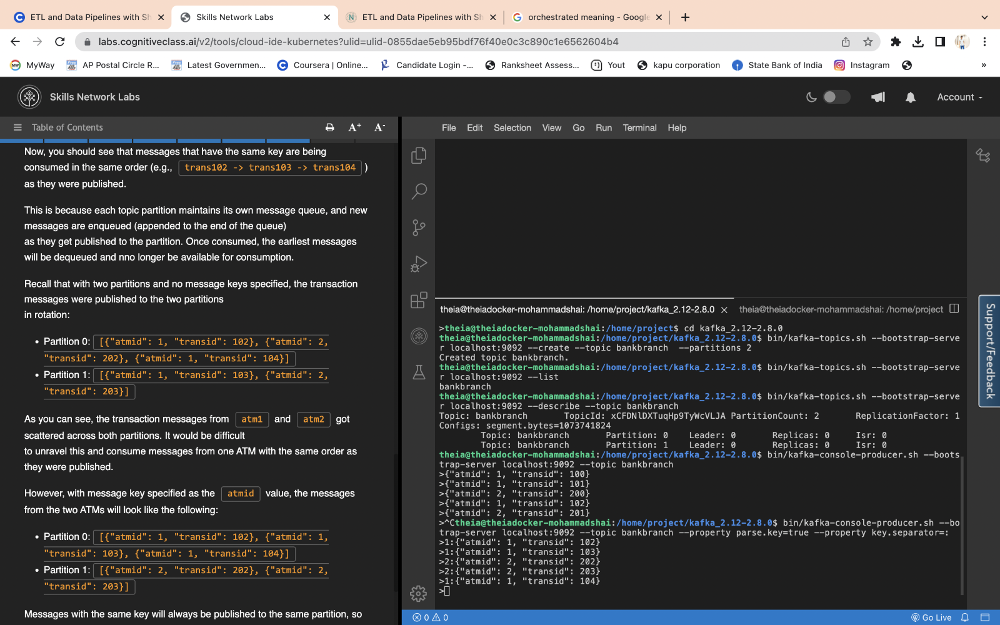 ETL and Data Pipelines with Sh
Skills Network Labs
ETL and Data Pipelines with Sh
orchestrated meaning - Google
labs.cognitiveclass.ai/v2/tools/cloud-ide-kubernetes?ulid=ulid-0855dae5eb95bdf76f40e0c3c890c1e6562604b4
MyWay
AP Postal Circle R...
Latest Governmen...
Coursera | Online...
Candidate Login -...
Ranksheet Assess...
Yout
kapu corporation
State Bank of India
Instagram
»
Skills Network Labs
Account
Table of Contents
A+ A-
Now, you should see that messages that have the same key are being
consumed in the same order (e.g., trans102 -> trans103 -> trans104 )
as they were published.
This is because each topic partition maintains its own message queue, and new
messages are enqueued (appended to the end of the queue)
as they get published to the partition. Once consumed, the earliest messages
will be dequeued and nno longer be available for consumption.
Recall that with two partitions and no message keys specified, the transaction
messages were published to the two partitions
in rotation:
• Partition 0: [{"atmid": 1, "transid": 102}, {"atmid": 2,
"transid": 202}, {"atmid": 1, "transid": 104}]
• Partition 1: [{"atmid": 1, "transid": 103}, {"atmid": 2,
"transid": 203}]
As you can see, the transaction messages from atm1 and atm2 got
scattered across both partitions. It would be difficult
to unravel this and consume messages from one ATM with the same order as
they were published.
However, with message key specified as the atmid value, the messages
from the two ATMs will look like the following:
• Partition 0: [{"atmid": 1, "transid": 102}, {"atmid": 1,
"transid": 103}, {"atmid": 1, "transid": 104}]
• Partition 1: [{"atmid": 2, "transid": 202}, {"atmid": 2,
"transid": 203}]
Messages with the same key will always be published to the same partition, so
File Edit Selection View Go Run Terminal Help
theia@theiadocker-mohammadshai: /home/project/kafka_2.12-2.8.0
theia@theiadocker-mohammadshai: /home/project
>theia@theiadocker-mohammadshai:/home/project$ cd kafka_2.12-2.8.0
theia@theiadocker-mohammadshai:/home/project/kafka_2.12-2.8.0$ bin/kafka-topics.sh --bootstrap-serve
r localhost:9092 --create --topic bankbranch  --partitions 2
Created topic bankbranch.
theia@theiadocker-mohammadshai:/home/project/kafka_2.12-2.8.0$ bin/kafka-topics.sh --bootstrap-serve
r localhost:9092 --list
bankbranch
theia@theiadocker-mohammadshai:/home/project/kafka_2.12-2.8.0$ bin/kafka-topics.sh --bootstrap-serve
r localhost:9092 --describe --topic bankbranch
Topic: bankbranch       TopicId: xCFDNlDXTuqHp9TyWcVLJA PartitionCount: 2       ReplicationFactor: 1
Configs: segment.bytes=1073741824
        Topic: bankbranch       Partition: 0    Leader: 0       Replicas: 0     Isr: 0
        Topic: bankbranch       Partition: 1    Leader: 0       Replicas: 0     Isr: 0
theia@theiadocker-mohammadshai:/home/project/kafka_2.12-2.8.0$ bin/kafka-console-producer.sh --boots
trap-server localhost:9092 --topic bankbranch
>{"atmid": 1, "transid": 100}
>{"atmid": 1, "transid": 101}
>{"atmid": 2, "transid": 200}
>{"atmid": 1, "transid": 102}
>{"atmid": 2, "transid": 201}
>^Ctheia@theiadocker-mohammadshai:/home/project/kafka_2.12-2.8.0$ bin/kafka-console-producer.sh --bo
trap-server localhost:9092 --topic bankbranch --property parse.key=true --property key.separator=:
>1:{"atmid": 1, "transid": 102}
>1:{"atmid": 1, "transid": 103}
>2:{"atmid": 2, "transid": 202}
>2:{"atmid": 2, "transid": 203}
>1:{"atmid": 1, "transid": 104}
>
Support/Feedback
0 0
Go Live